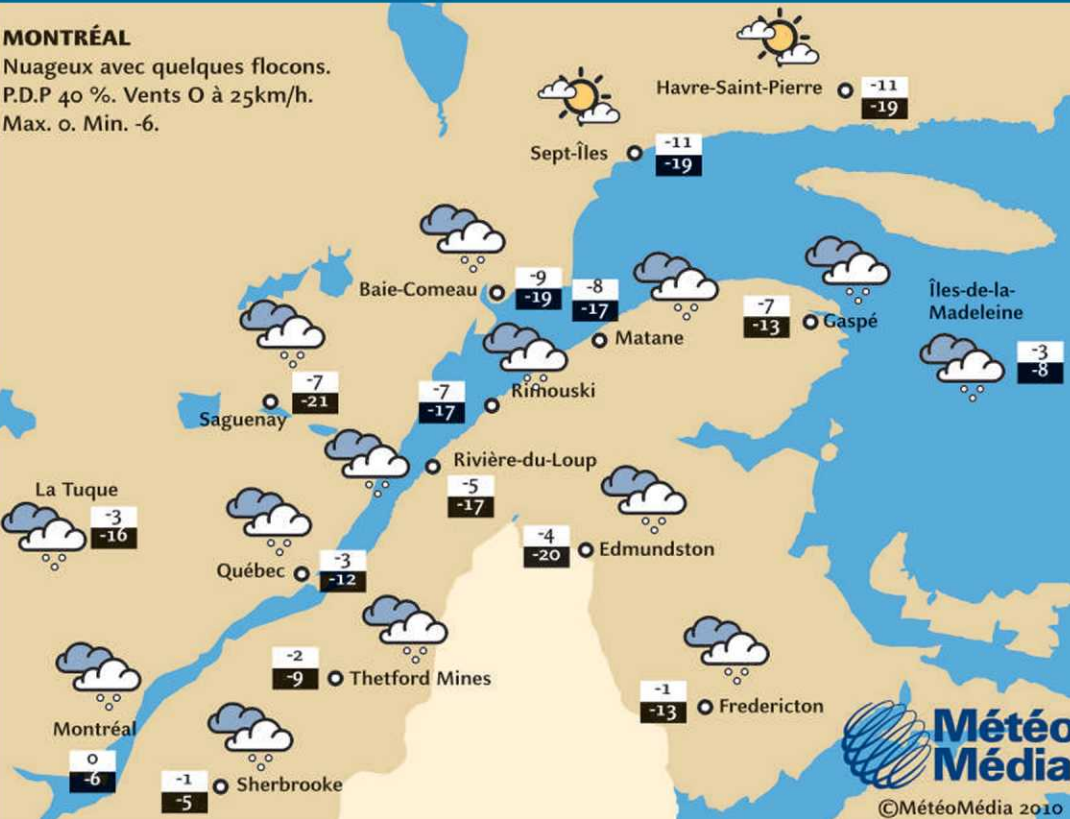 MONTRÉAL
Nuageux avec quelques flocons.
P.D.P 40 %. Vents O à 25km/h.
Max. 0. Min. -6.
Havre-Saint-Pierre
-11
-19
Sept-Îles
-11
-19
Baie-Comeau
-9
-19
-8
-17
Matane
-7
-13
Gaspé
Îles-de-la-
Madeleine
-3
-8
-7
-21
Saguenay
-7
-17
Rimouski
Rivière-du-Loup
-5
-17
La Tuque
-3
-16
Québec
-3
-12
-4
-20
Edmundston
-2
-9
Thetford Mines
-1
-13
Fredericton
Montréal
0
-6
-1
-5
Sherbrooke
Météo
Média
©MétéoMédia 2010